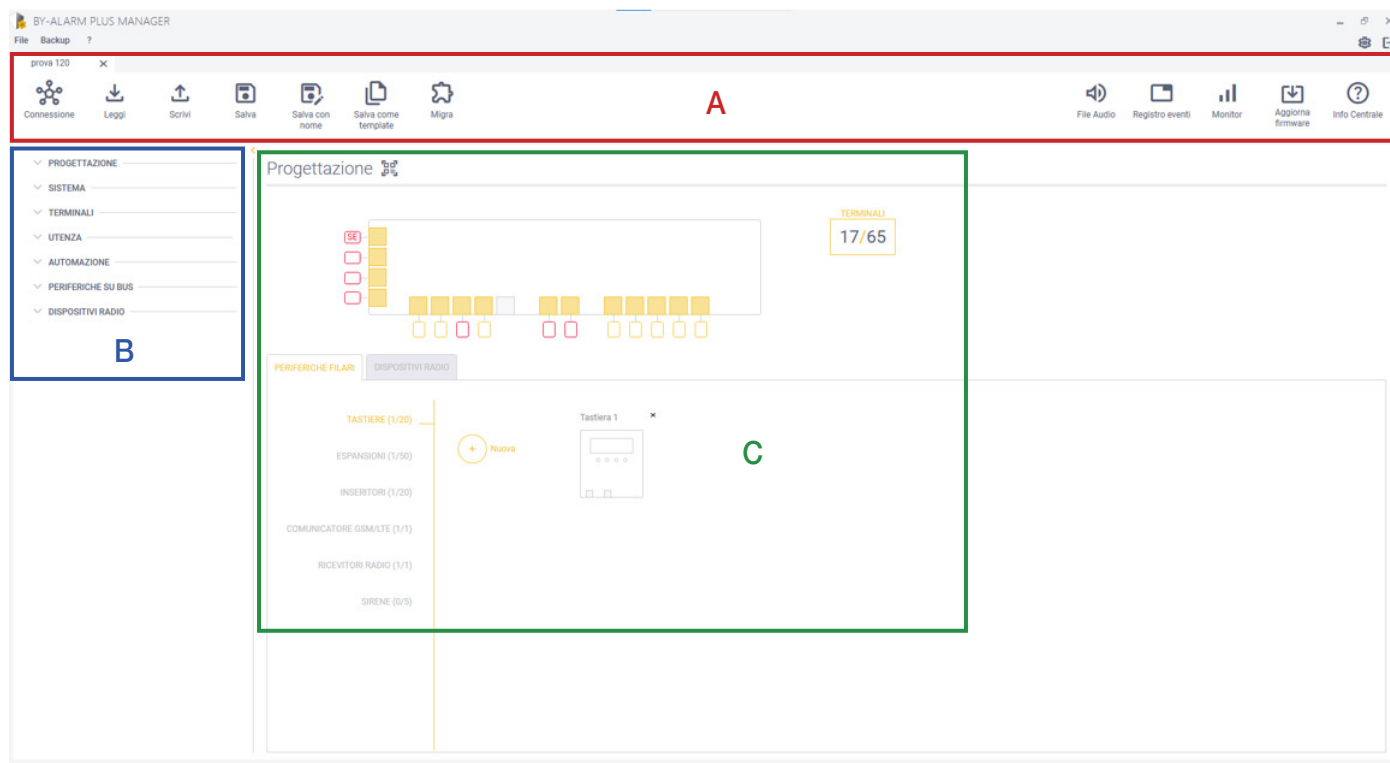 BY-ALARM PLUS MANAGER
File Backup ?
prova 120
Connessione
Leggi
Scrivi
Salva
Salva con
nome
Salva come
template
Migra
A
File Audio
Registro eventi
Monitor
Aggiorna
firmware
Info Centrale
PROGETTAZIONE
SISTEMA
TERMINALI
UTENZA
AUTOMAZIONE
PERIFERICHE SU BUS
DISPOSITIVI RADIO
B
Progettazione
SE
TERMINALI
17/65
PERIFERICHE FILARI
DISPOSITIVI RADIO
TASTIERE (1/20)
ESPANSIONI (1/50)
INSERITORI (1/20)
COMUNICATORE GSM/LTE (1/1)
RICEVITORI RADIO (1/1)
SIRENE (0/5)
+ Nuova
Tastiera 1
C